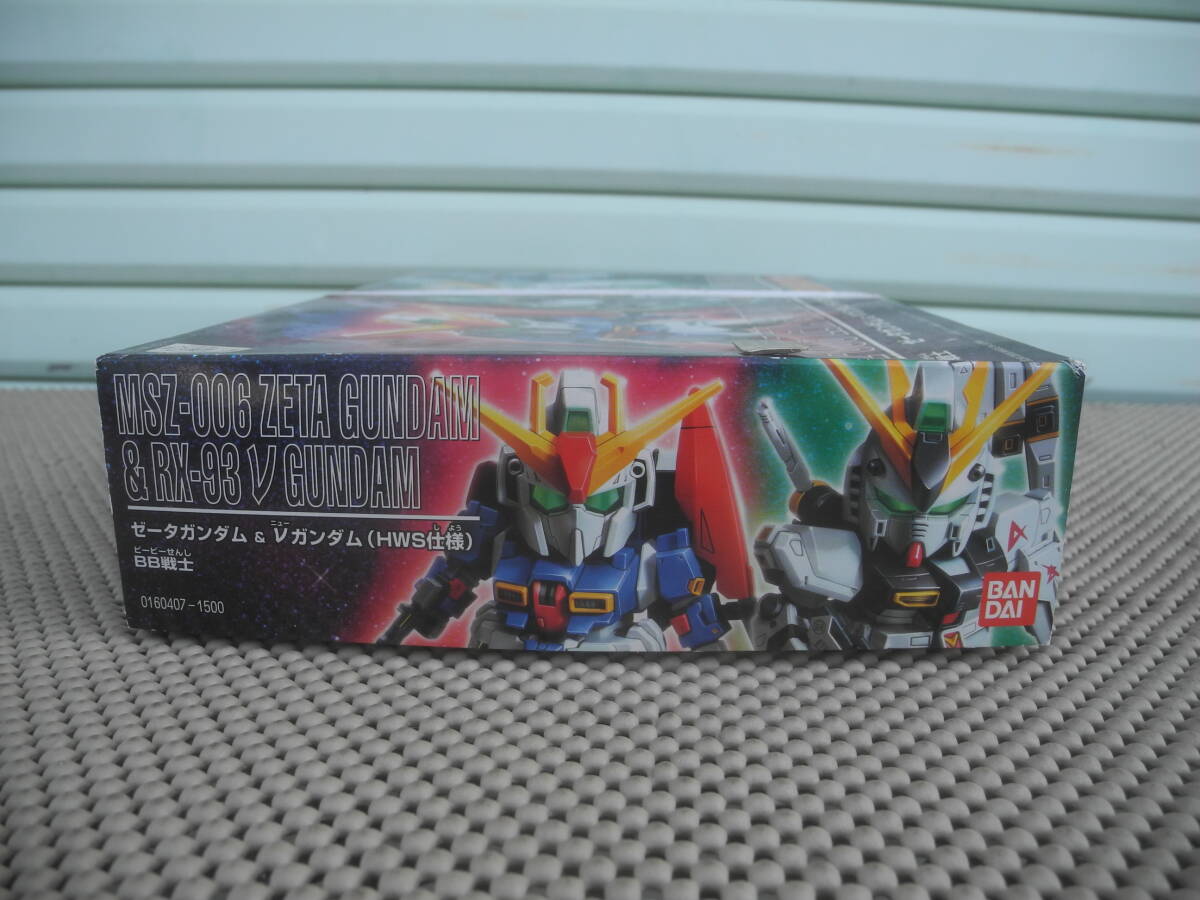 MSZ-006 ZETA GUNDAM
& RX-93 ν GUNDAM
ニュー しよう
ゼータガンダム & νガンダム(HWS仕様)
ビービーせんし
BB戦士
0160407-1500
BAN
DAI